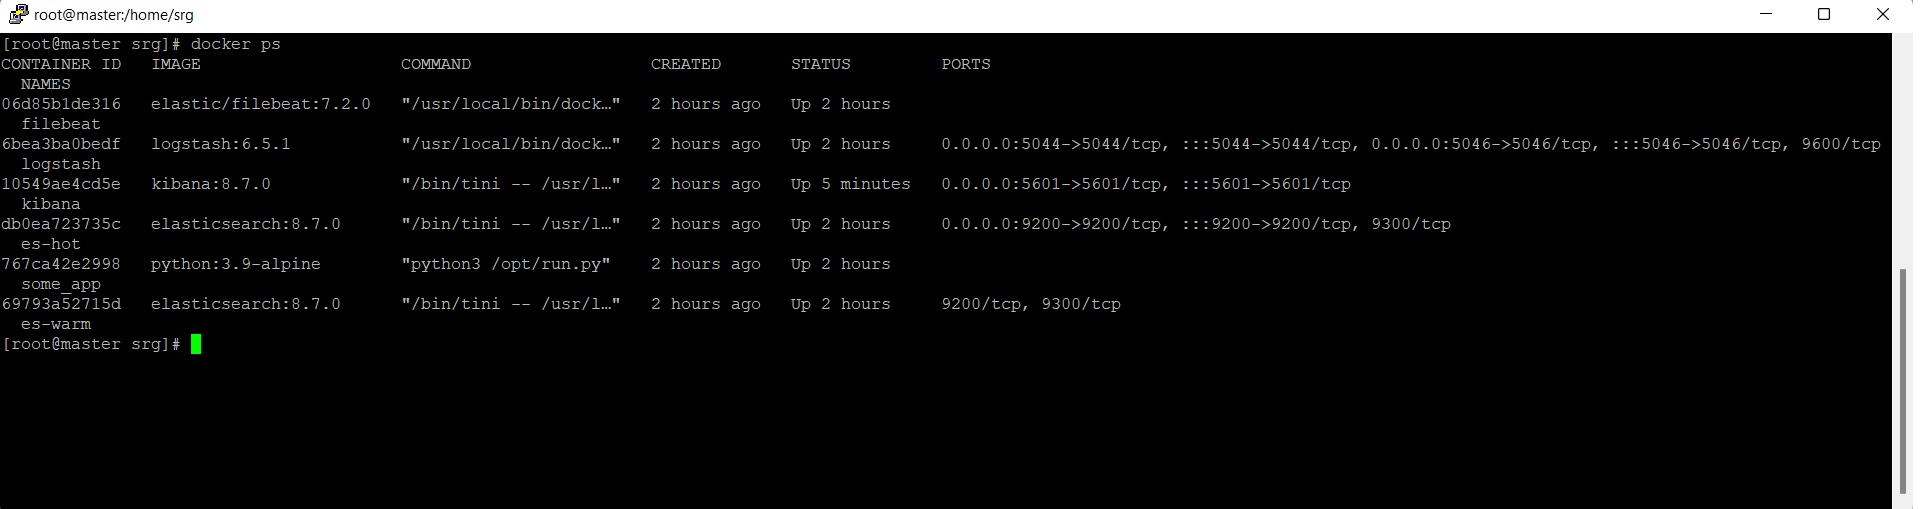 root@master:/home/srg
[root@master srg]# docker ps
CONTAINER ID   IMAGE                    COMMAND                  CREATED       STATUS         PORTS
  NAMES
06d85b1de316   elastic/filebeat:7.2.0   "/usr/local/bin/dock…"   2 hours ago   Up 2 hours
  filebeat
6bea3ba0bedf   logstash:6.5.1           "/usr/local/bin/dock…"   2 hours ago   Up 2 hours     0.0.0.0:5044->5044/tcp, :::5044->5044/tcp, 0.0.0.0:5046->5046/tcp, :::5046->5046/tcp, 9600/tcp
  logstash
10549ae4cd5e   kibana:8.7.0             "/bin/tini -- /usr/l…"   2 hours ago   Up 5 minutes   0.0.0.0:5601->5601/tcp, :::5601->5601/tcp
  kibana
db0ea723735c   elasticsearch:8.7.0      "/bin/tini -- /usr/l…"   2 hours ago   Up 2 hours     0.0.0.0:9200->9200/tcp, :::9200->9200/tcp, 9300/tcp
  es-hot
767ca42e2998   python:3.9-alpine        "python3 /opt/run.py"    2 hours ago   Up 2 hours
  some_app
69793a52715d   elasticsearch:8.7.0      "/bin/tini -- /usr/l…"   2 hours ago   Up 2 hours     9200/tcp, 9300/tcp
  es-warm
[root@master srg]#